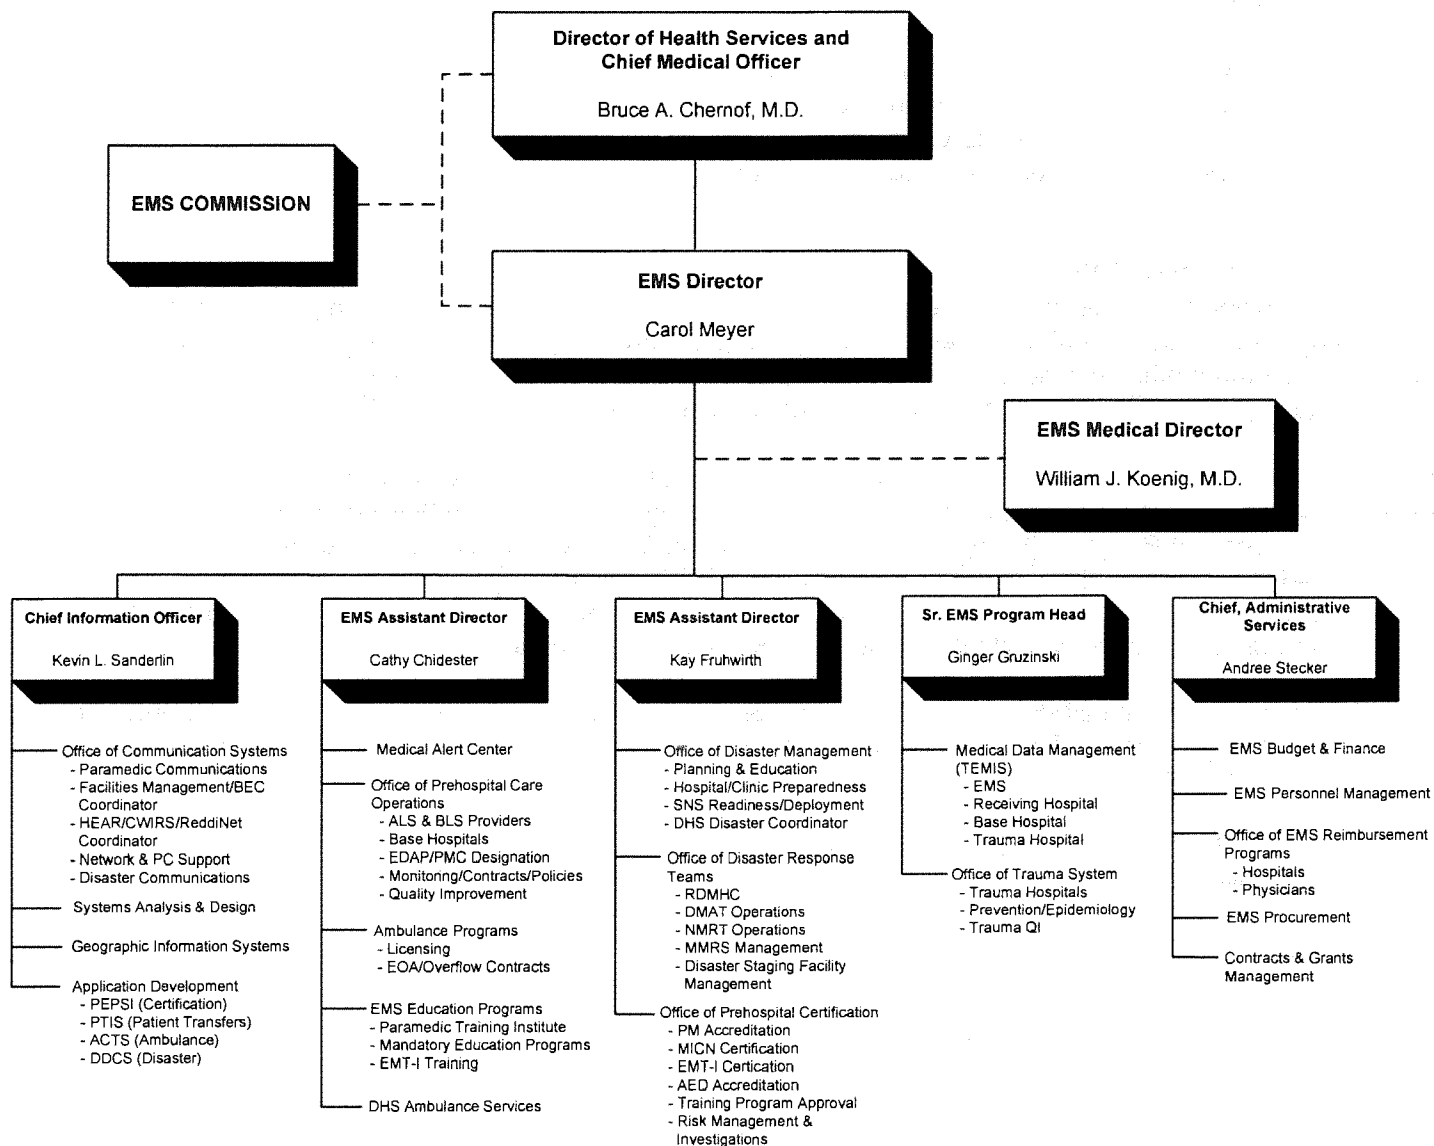 Director of Health Services and
Chief Medical Officer
Bruce A. Chernof, M.D.
EMS COMMISSION
EMS Director
Carol Meyer
EMS Medical Director
William J. Koenig, M.D.
Chief Information Officer
Kevin L. Sanderlin
Office of Communication Systems
- Paramedic Communications
- Facilities Management/BEC
Coordinator
- HEAR/CWIRS/ReddiNet
Coordinator
- Network & PC Support
- Disaster Communications
Systems Analysis & Design
Geographic Information Systems
Application Development
- PEPSI (Certification)
- PTIS (Patient Transfers)
- ACTS (Ambulance)
- DDCS (Disaster)
EMS Assistant Director
Cathy Chidester
Medical Alert Center
Office of Prehospital Care
Operations
- ALS & BLS Providers
- Base Hospitals
- EDAP/PMC Designation
- Monitoring/Contracts/Policies
- Quality Improvement
Ambulance Programs
- Licensing
- EOA/Overflow Contracts
EMS Education Programs
- Paramedic Training Institute
- Mandatory Education Programs
- EMT-I Training
DHS Ambulance Services
EMS Assistant Director
Kay Fruhwirth
Office of Disaster Management
- Planning & Education
- Hospital/Clinic Preparedness
- SNS Readiness/Deployment
- DHS Disaster Coordinator
Office of Disaster Response
Teams
- RDMHC
- DMAT Operations
- NMRT Operations
- MMRS Management
- Disaster Staging Facility
Management
Office of Prehospital Certification
- PM Accreditation
- MICN Certification
- EMT-I Certication
- AED Accreditation
- Training Program Approval
- Risk Management &
Investigations
Sr. EMS Program Head
Ginger Gruzinski
Medical Data Management
(TEMIS)
- EMS
- Receiving Hospital
- Base Hospital
- Trauma Hospital
Office of Trauma System
- Trauma Hospitals
- Prevention/Epidemiology
- Trauma QI
Chief, Administrative
Services
Andree Stecker
EMS Budget & Finance
EMS Personnel Management
Office of EMS Reimbursement
Programs
- Hospitals
- Physicians
EMS Procurement
Contracts & Grants
Management